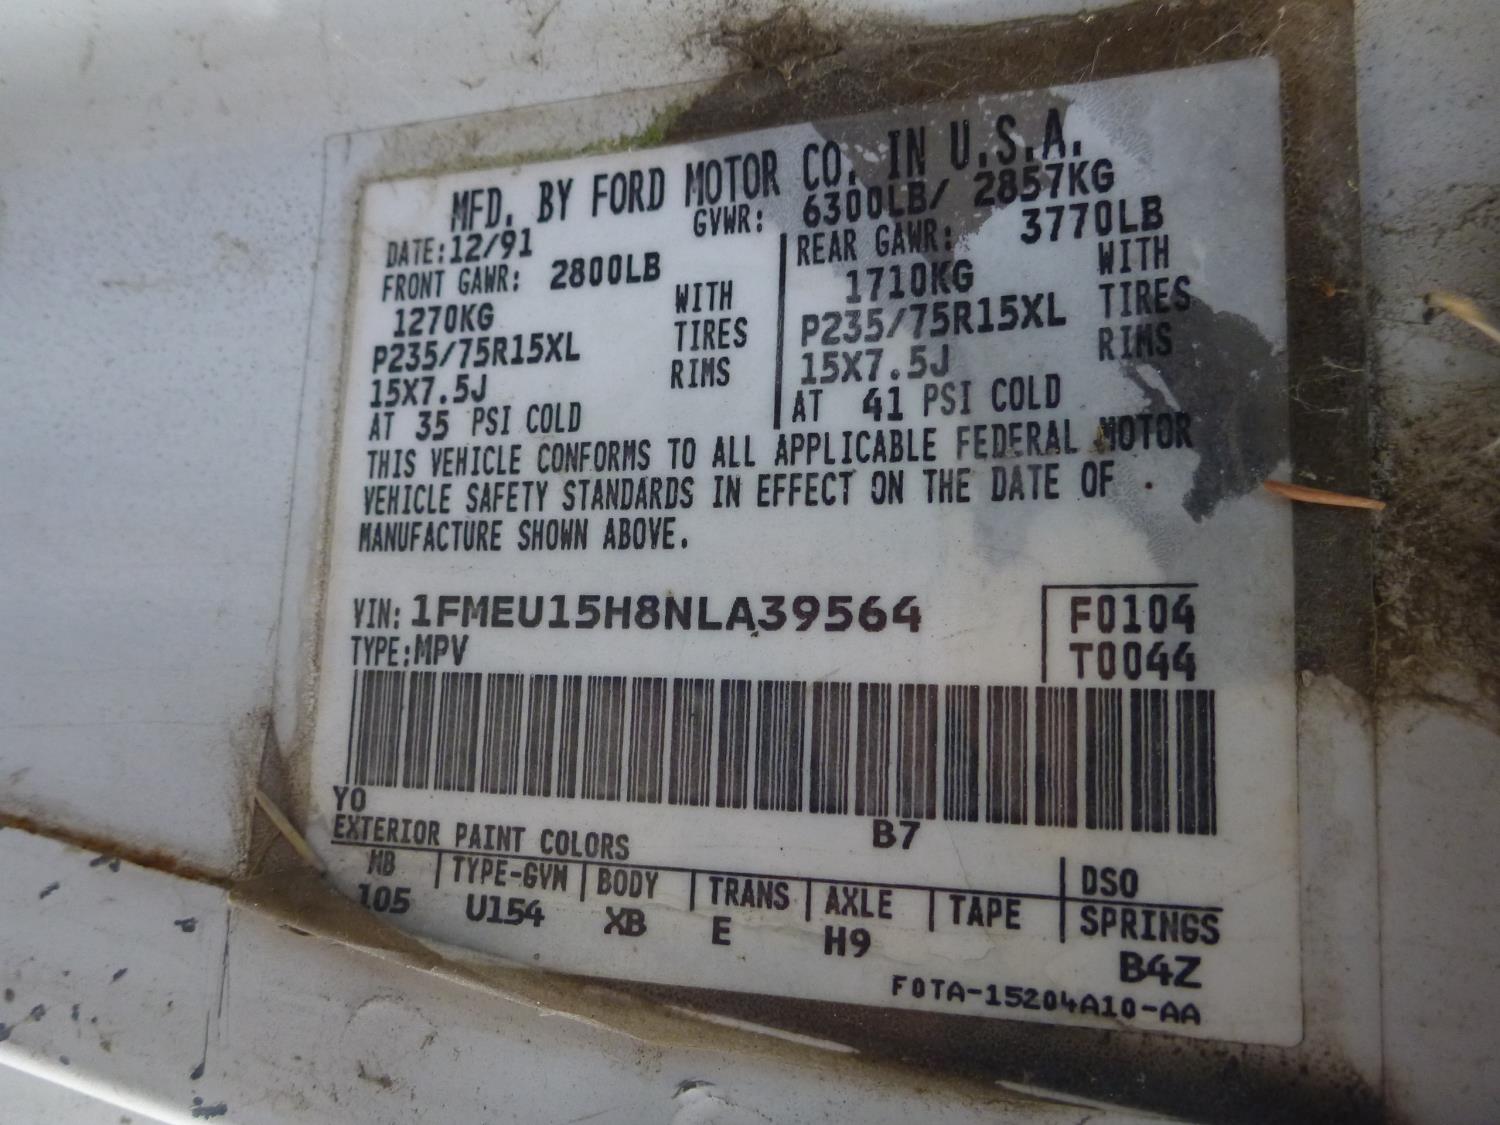 MFD. BY FORD MOTOR CO. IN U.S.A.
DATE: 12/91 GVWR: 6300LB/ 2857KG
FRONT GAWR: 2800LB REAR GAWR: 3770LB
1270KG WITH 1710KG WITH
P235/75R15XL TIRES P235/75R15XL TIRES
15X7.5J RIMS 15X7.5J RIMS
AT 35 PSI COLD AT 41 PSI COLD
THIS VEHICLE CONFORMS TO ALL APPLICABLE FEDERAL MOTOR
VEHICLE SAFETY STANDARDS IN EFFECT ON THE DATE OF
MANUFACTURE SHOWN ABOVE.
VIN: 1FMEU15H8NLA39564 F0104
TYPE: MPV T0044
YO B7
EXTERIOR PAINT COLORS DSO
WB TYPE-GVW BODY TRANS AXLE TAPE SPRINGS
105 U154 XB E H9 B4Z
F0TA-15204A10-AA